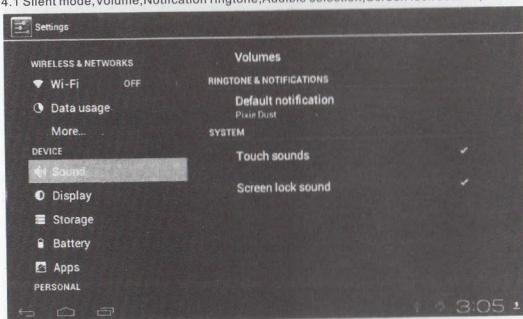 4.1 Silent mode,Volume,Notification ringtone,Audible selection,Screen lock
Settings
WIRELESS & NETWORKS
Wi-Fi OFF
Data usage
More...
DEVICE
Sound
Display
Storage
Battery
Apps
PERSONAL
Volumes
RINGTONE & NOTIFICATIONS
Default notification
Pixie Dust
SYSTEM
Touch sounds
Screen lock sound
3:05